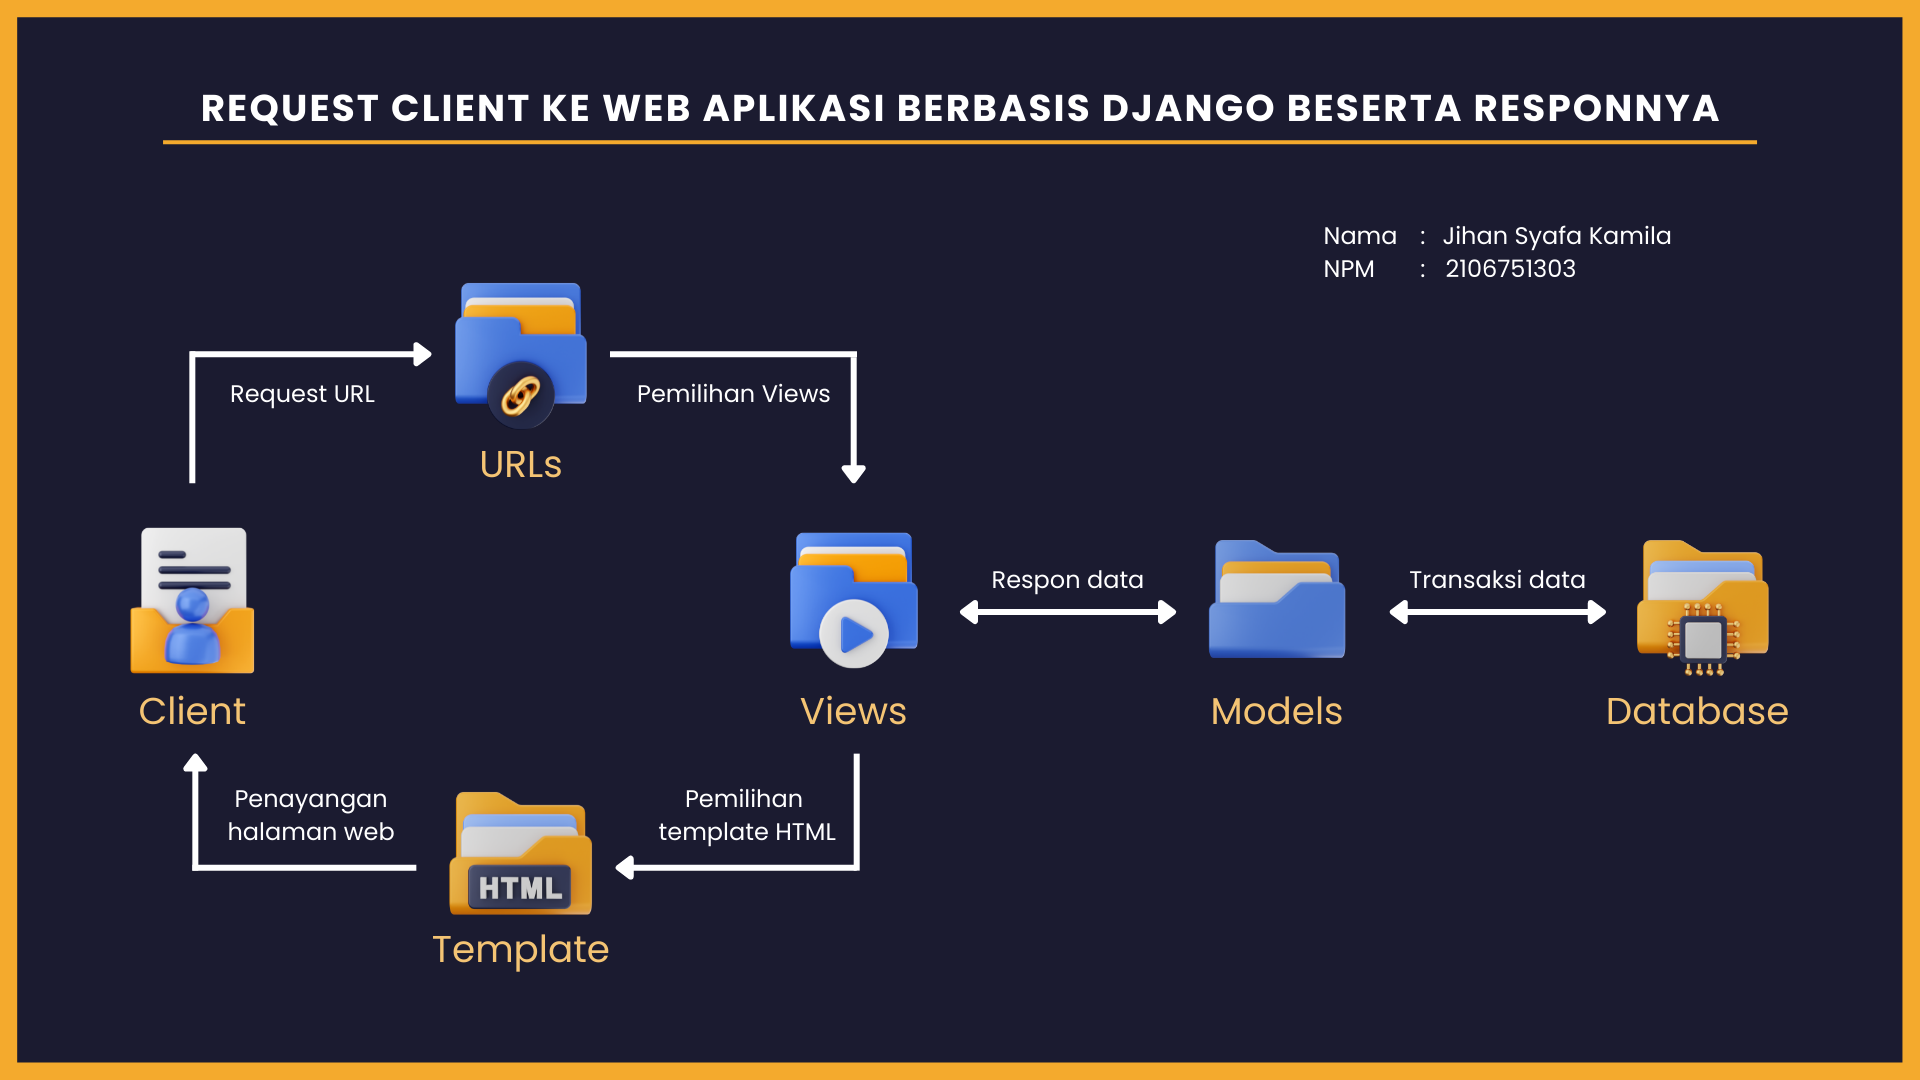 REQUEST CLIENT KE WEB APLIKASI BERBASIS DJANGO BESERTA RESPONNYA
Nama : Jihan Syafa Kamila
NPM : 2106751303
Request URL
Pemilihan Views
URLs
Respon data
Transaksi data
Client
Views
Models
Database
Penayangan
halaman web
Pemilihan
template HTML
HTML
Template